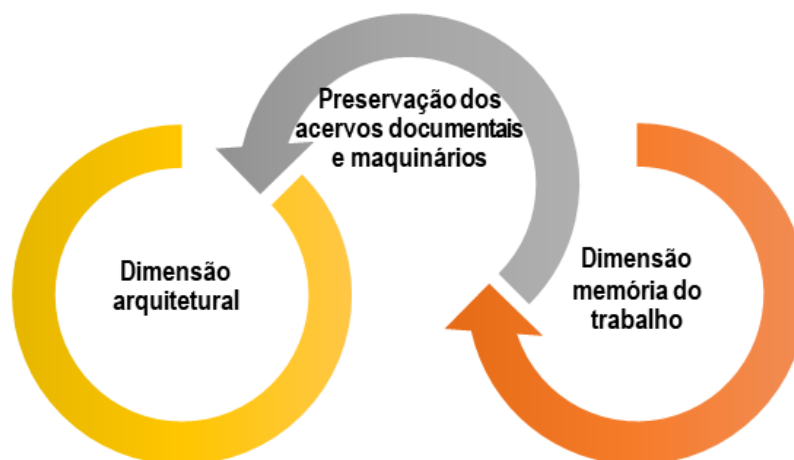 Preservação dos
acervos documentais
e maquinários
Dimensão
arquitetural
Dimensão
memória do
trabalho